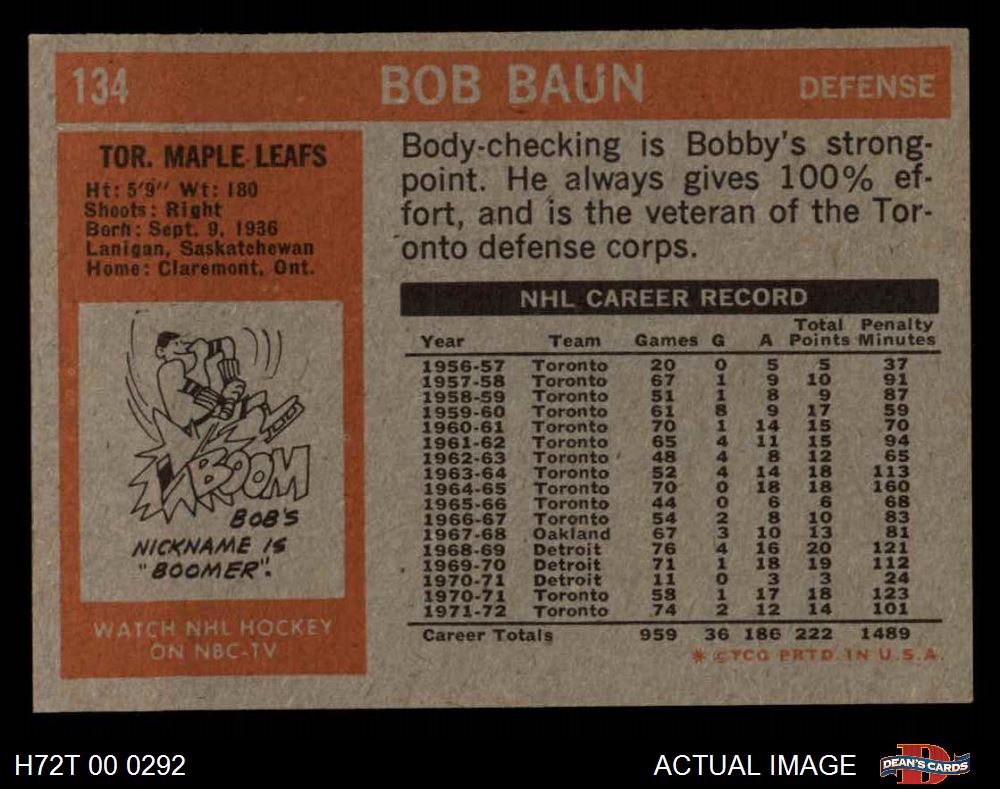 134 BOB BAUN DEFENSE
TOR. MAPLE LEAFS
Ht: 5'9" Wt: 180
Shoots: Right
Born: Sept. 9, 1936
Lanigan, Saskatchewan
Home: Claremont, Ont.
BOOM
BOB'S
NICKNAME IS
"BOOMER".
WATCH NHL HOCKEY
ON NBC-TV
Body-checking is Bobby's strong-
point. He always gives 100% ef-
fort, and is the veteran of the Tor-
onto defense corps.
NHL CAREER RECORD
Total Penalty
Year Team Games G A Points Minutes
1956-57 Toronto 20 0 5 5 37
1957-58 Toronto 67 1 9 10 91
1958-59 Toronto 51 1 8 9 87
1959-60 Toronto 61 8 9 17 59
1960-61 Toronto 70 1 14 15 70
1961-62 Toronto 65 4 11 15 94
1962-63 Toronto 48 4 8 12 65
1963-64 Toronto 52 4 14 18 113
1964-65 Toronto 70 0 18 18 160
1965-66 Toronto 44 0 6 6 68
1966-67 Toronto 54 2 8 10 83
1967-68 Oakland 67 3 10 13 81
1968-69 Detroit 76 4 16 20 121
1969-70 Detroit 71 1 18 19 112
1970-71 Detroit 11 0 3 3 24
1970-71 Toronto 58 1 17 18 123
1971-72 Toronto 74 2 12 14 101
Career Totals 959 36 186 222 1489
* © TCG PRTD. IN U.S.A.
H72T 00 0292 ACTUAL IMAGE DEAN'S CARDS